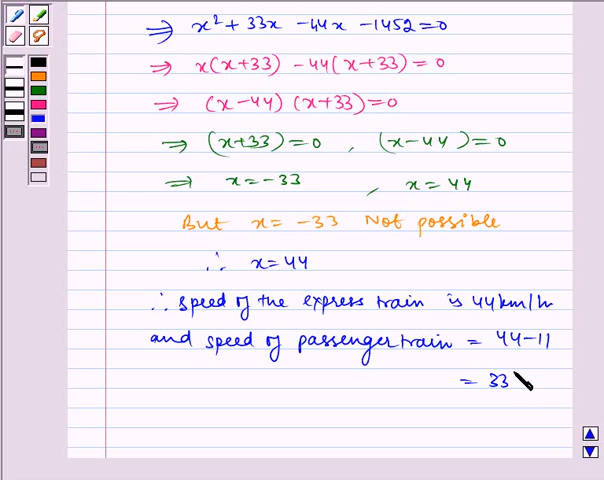 ⇒ x² + 33x - 44x - 1452 = 0
⇒ x(x+33) - 44(x+33) = 0
⇒ (x-44) (x+33) = 0
⇒ (x+33) = 0 , (x-44) = 0
⇒ x = -33 , x = 44
But x = -33 Not possible
∴ x = 44
∴ speed of the express train is 44 km/hr
and speed of passenger train = 44-11
= 33